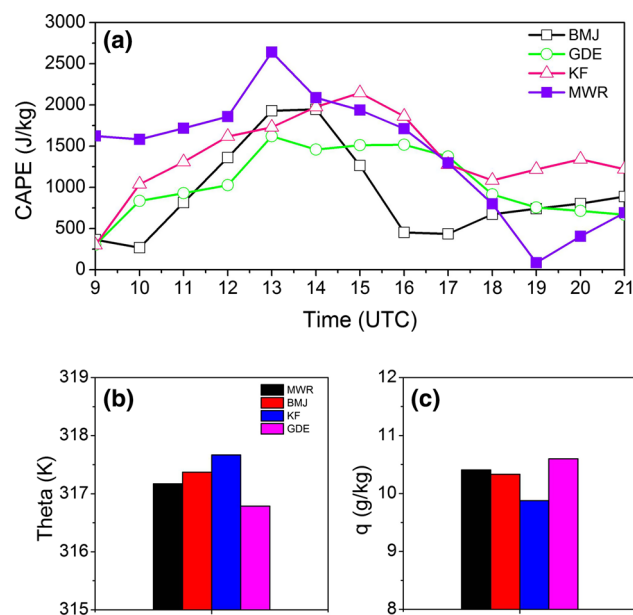 (a)
BMJ
GDE
KF
MWR
3000
2500
2000
1500
1000
500
0
CAPE (J/kg)
9 10 11 12 13 14 15 16 17 18 19 20 21
Time (UTC)
(b)
MWR
BMJ
KF
GDE
319
318
317
316
315
Theta (K)
(c)
12
11
10
9
8
q (g/kg)